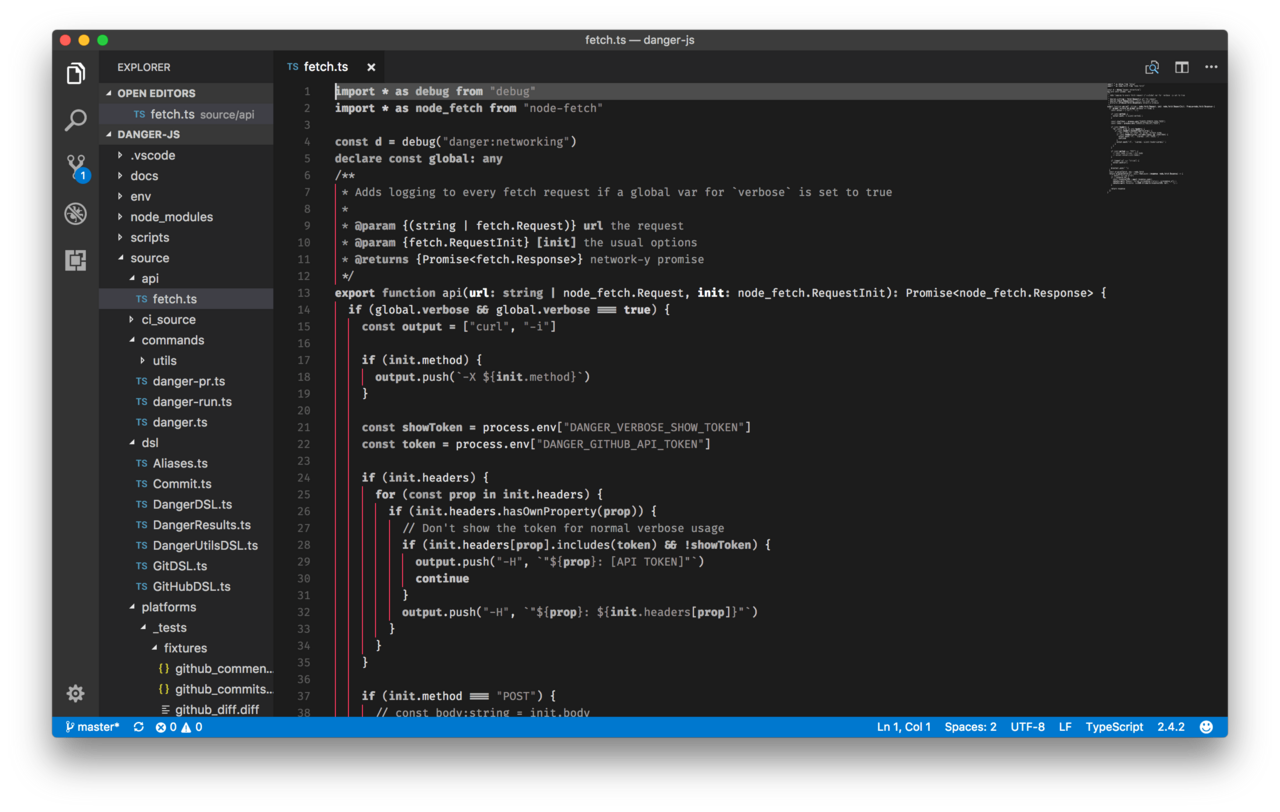 fetch.ts — danger-js
EXPLORER
OPEN EDITORS
TS fetch.ts source/api
DANGER-JS
.vscode
docs
env
node_modules
scripts
source
api
TS fetch.ts
ci_source
commands
utils
TS danger-pr.ts
TS danger-run.ts
TS danger.ts
dsl
TS Aliases.ts
TS Commit.ts
TS DangerDSL.ts
TS DangerResults.ts
TS DangerUtilsDSL.ts
TS GitDSL.ts
TS GitHubDSL.ts
platforms
_tests
fixtures
{} github_commen...
{} github_commits...
github_diff.diff
1
TS fetch.ts ×
1 import * as debug from "debug"
2 import * as node_fetch from "node-fetch"
3
4 const d = debug("danger:networking")
5 declare const global: any
6 /**
7 * Adds logging to every fetch request if a global var for `verbose` is set to true
8 *
9 * @param {(string | fetch.Request)} url the request
10 * @param {fetch.RequestInit} [init] the usual options
11 * @returns {Promise<fetch.Response>} network-y promise
12 */
13 export function api(url: string | node_fetch.Request, init: node_fetch.RequestInit): Promise<node_fetch.Response> {
14 if (global.verbose && global.verbose === true) {
15 const output = ["curl", "-i"]
16
17 if (init.method) {
18 output.push(`-X ${init.method}`)
19 }
20
21 const showToken = process.env["DANGER_VERBOSE_SHOW_TOKEN"]
22 const token = process.env["DANGER_GITHUB_API_TOKEN"]
23
24 if (init.headers) {
25 for (const prop in init.headers) {
26 if (init.headers.hasOwnProperty(prop)) {
27 // Don't show the token for normal verbose usage
28 if (init.headers[prop].includes(token) && !showToken) {
29 output.push("-H", `"${prop}: [API TOKEN]"`)
30 continue
31 }
32 output.push("-H", `"${prop}: ${init.headers[prop]}"`)
33 }
34 }
35 }
36
37 if (init.method === "POST") {
38 // const body:string = init.body
master* 0 0 Ln 1, Col 1 Spaces: 2 UTF-8 LF TypeScript 2.4.2